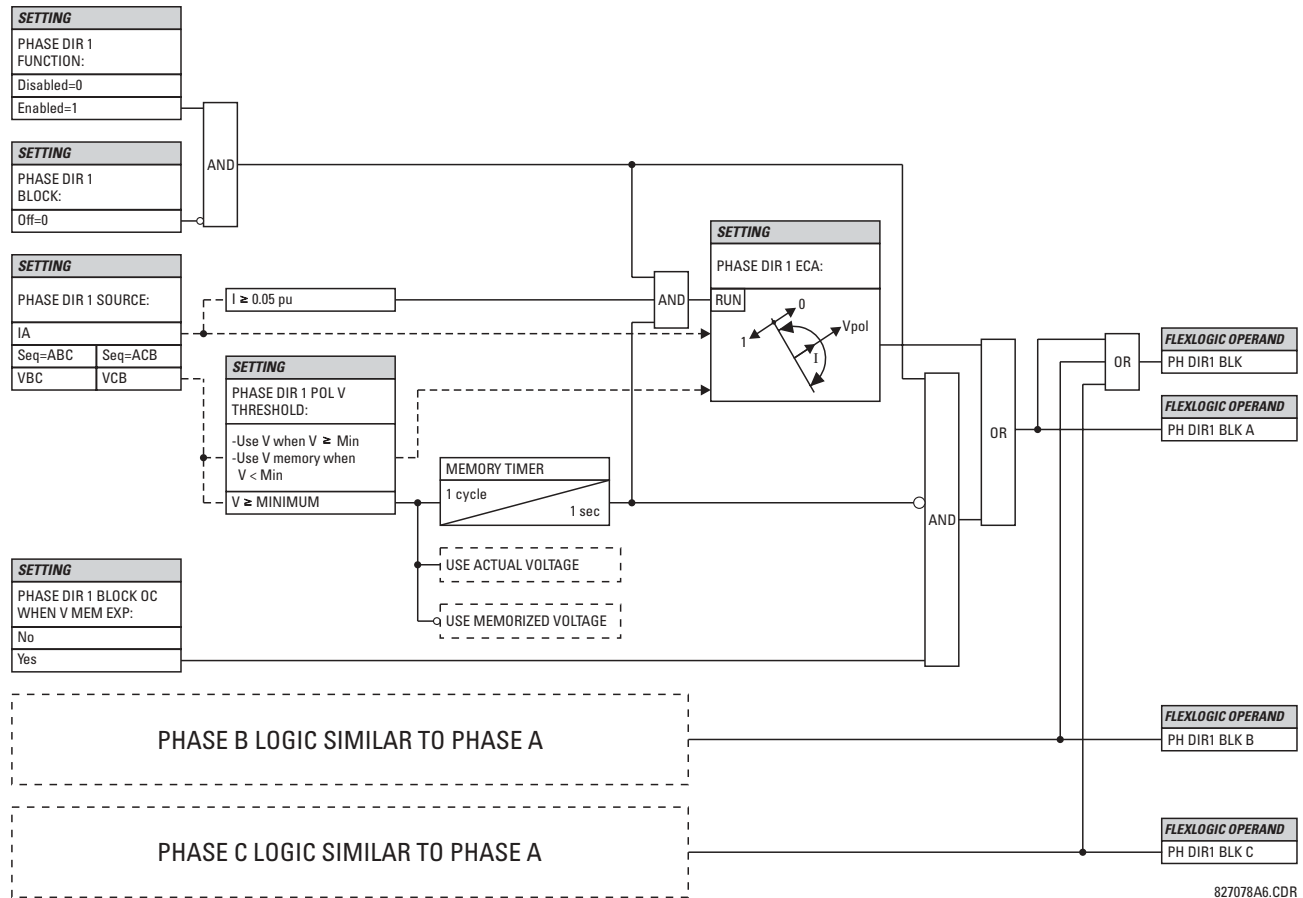 SETTING
PHASE DIR 1
FUNCTION:
Disabled=0
Enabled=1
AND
SETTING
PHASE DIR 1
BLOCK:
Off=0
SETTING
PHASE DIR 1 SOURCE:
IA
Seq=ABC Seq=ACB
VBC VCB
I ≥ 0.05 pu
SETTING
PHASE DIR 1 POL V
THRESHOLD:
-Use V when V ≥ Min
-Use V memory when
V < Min
V ≥ MINIMUM
MEMORY TIMER
1 cycle
1 sec
USE ACTUAL VOLTAGE
USE MEMORIZED VOLTAGE
AND
SETTING
PHASE DIR 1 ECA:
RUN
0
1
Vpol
I
AND
OR
OR
FLEXLOGIC OPERAND
PH DIR1 BLK
FLEXLOGIC OPERAND
PH DIR1 BLK A
SETTING
PHASE DIR 1 BLOCK OC
WHEN V MEM EXP:
No
Yes
PHASE B LOGIC SIMILAR TO PHASE A
FLEXLOGIC OPERAND
PH DIR1 BLK B
PHASE C LOGIC SIMILAR TO PHASE A
FLEXLOGIC OPERAND
PH DIR1 BLK C
827078A6.CDR